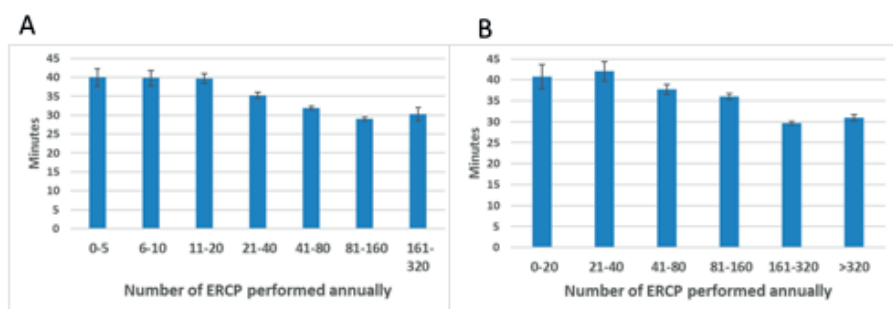 A
45
40
35
30
25
20
15
10
5
0
Minutes
0-5 6-10 11-20 21-40 41-80 81-160 161-
320
Number of ERCP performed annually
B
45
40
35
30
25
20
15
10
5
0
Minutes
0-20 21-40 41-80 81-160 161-320 >320
Number of ERCP performed annually